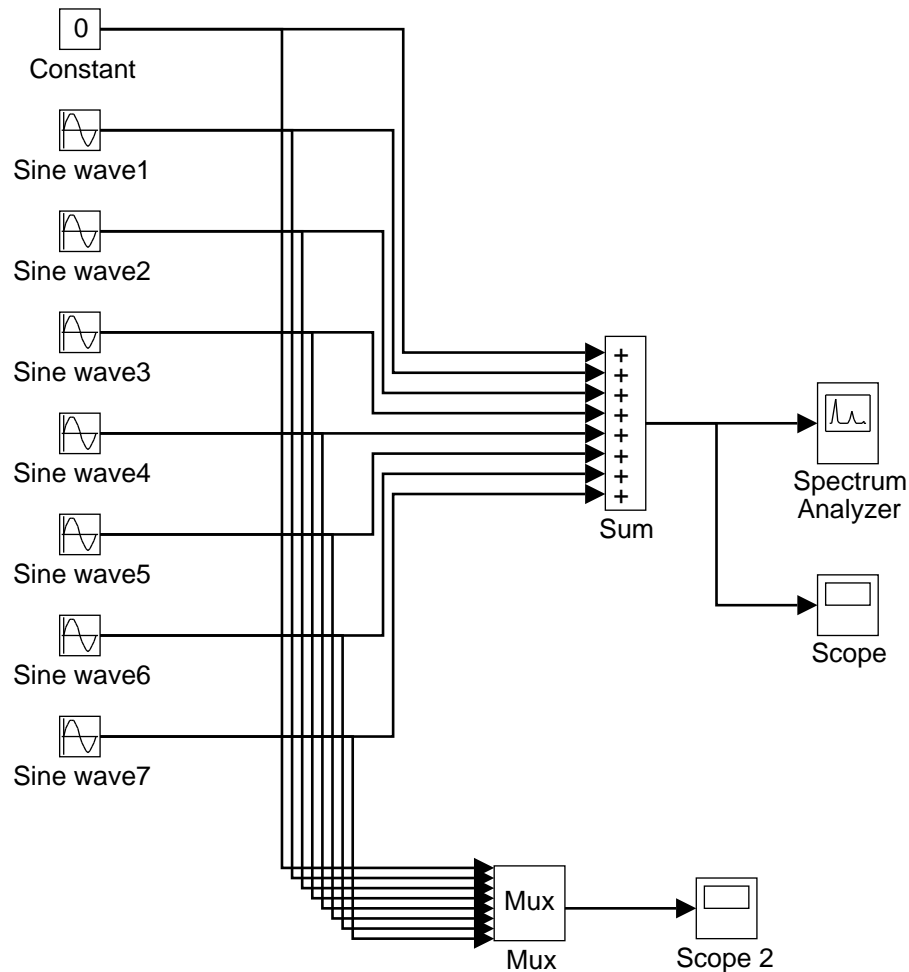 0
Constant
Sine wave1
Sine wave2
Sine wave3
Sine wave4
Sine wave5
Sine wave6
Sine wave7
+
+
+
+
+
+
+
+
Sum
Spectrum
Analyzer
Scope
Mux
Mux
Scope 2